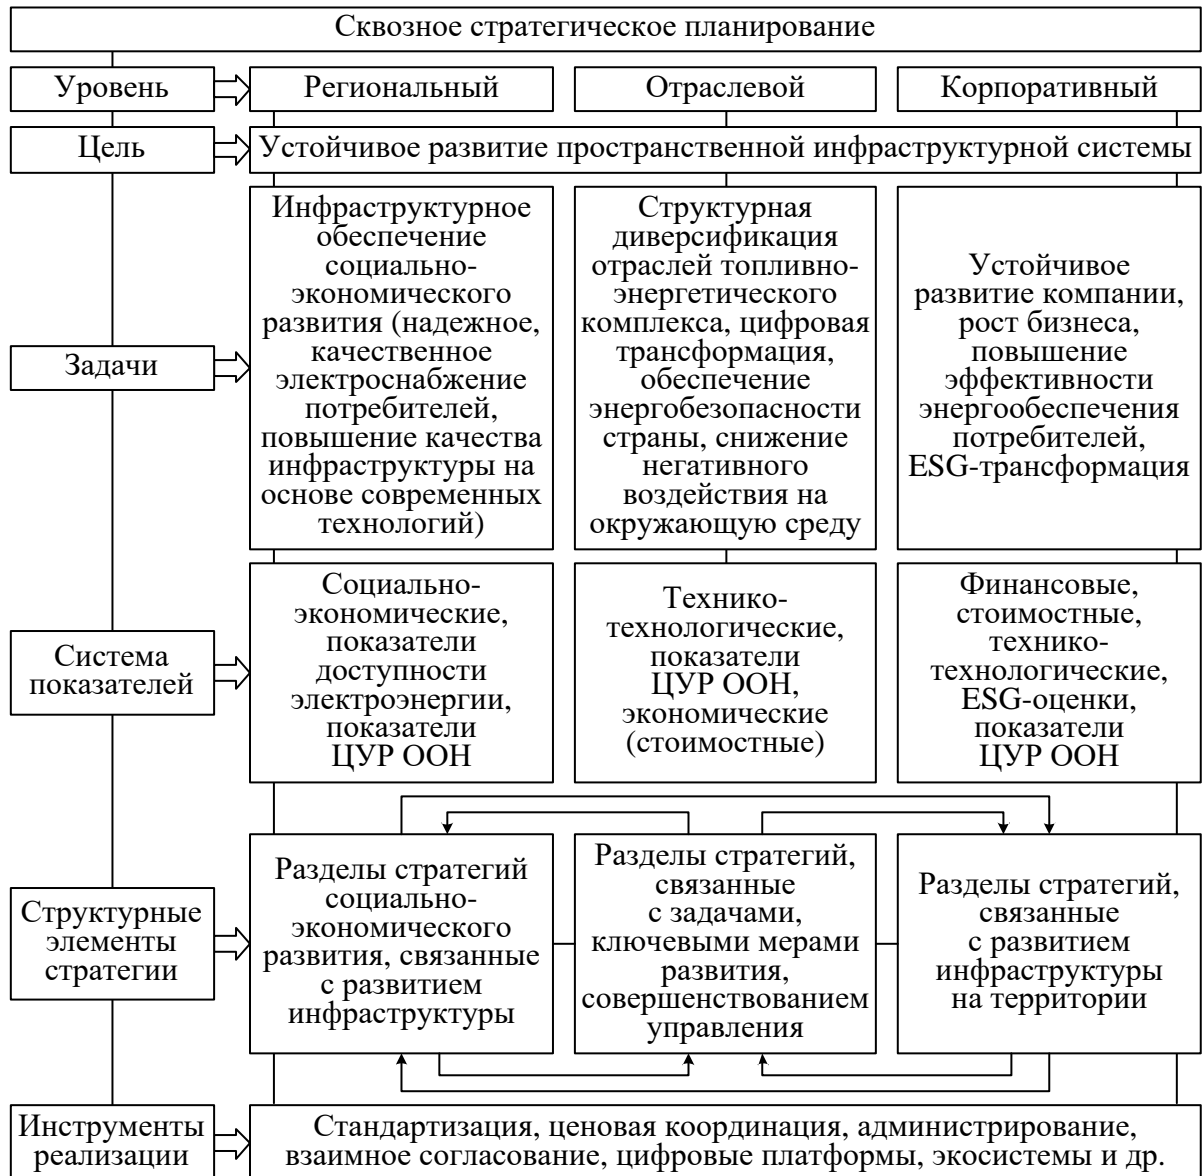 Сквозное стратегическое планирование
Уровень
Региональный
Отраслевой
Корпоративный
Цель
Устойчивое развитие пространственной инфраструктурной системы
Задачи
Инфраструктурное
обеспечение
социально-
экономического
развития (надежное,
качественное
электроснабжение
потребителей,
повышение качества
инфраструктуры на
основе современных
технологий)
Структурная
диверсификация
отраслей топливно-
энергетического
комплекса, цифровая
трансформация,
обеспечение
энергобезопасности
страны, снижение
негативного
воздействия на
окружающую среду
Устойчивое
развитие компании,
рост бизнеса,
повышение
эффективности
энергообеспечения
потребителей,
ESG-трансформация
Система
показателей
Социально-
экономические,
показатели
доступности
электроэнергии,
показатели
ЦУР ООН
Технико-
технологические,
показатели
ЦУР ООН,
экономические
(стоимостные)
Финансовые,
стоимостные,
технико-
технологические,
ESG-оценки,
показатели
ЦУР ООН
Структурные
элементы
стратегии
Разделы стратегий
социально-
экономического
развития, связанные
с развитием
инфраструктуры
Разделы стратегий,
связанные
с задачами,
ключевыми мерами
развития,
совершенствованием
управления
Разделы стратегий,
связанные
с развитием
инфраструктуры
на территории
Инструменты
реализации
Стандартизация, ценовая координация, администрирование,
взаимное согласование, цифровые платформы, экосистемы и др.